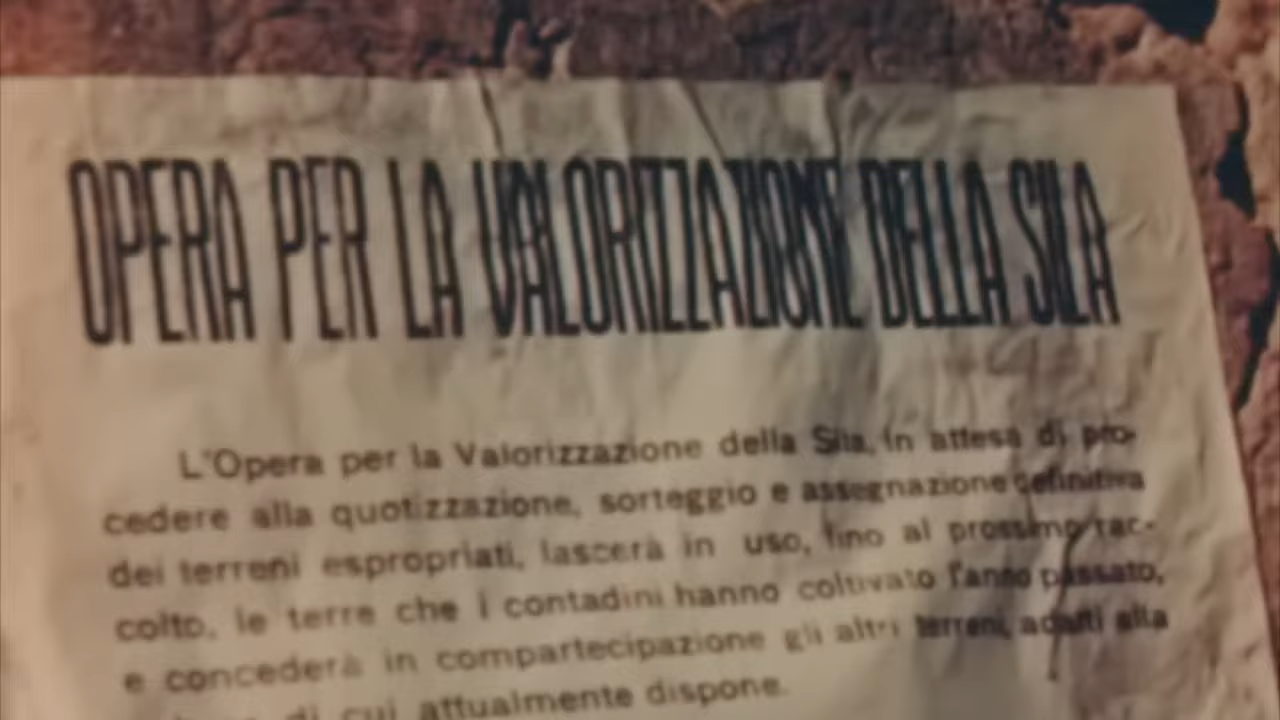 OPERA PER LA VALORIZZAZIONE DELLA SILA
L'Opera per la Valorizzazione della Sila, in attesa di pro-
cedere alla quotizzazione, sorteggio e assegnazione definitiva
dei terreni espropriati, lascerà in uso, fino al prossimo rac-
colto, le terre che i contadini hanno coltivato l'anno passato,
e concederà in compartecipazione gli altri terreni, adatti alla
di cui attualmente dispone.